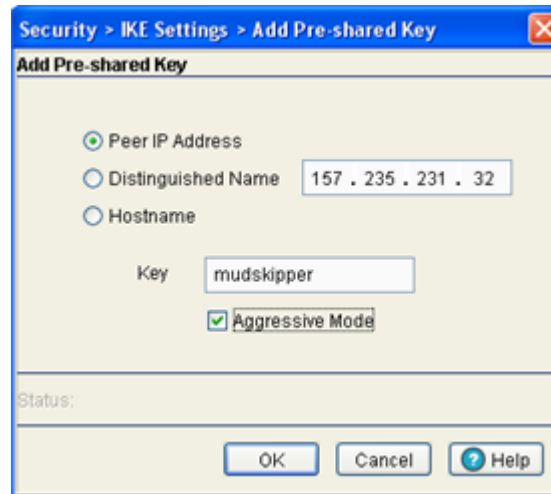 Security > IKE Settings > Add Pre-shared Key
Add Pre-shared Key
Peer IP Address
Distinguished Name
157 . 235 . 231 . 32
Hostname
Key
mudskipper
Aggressive Mode
Status:
OK
Cancel
? Help